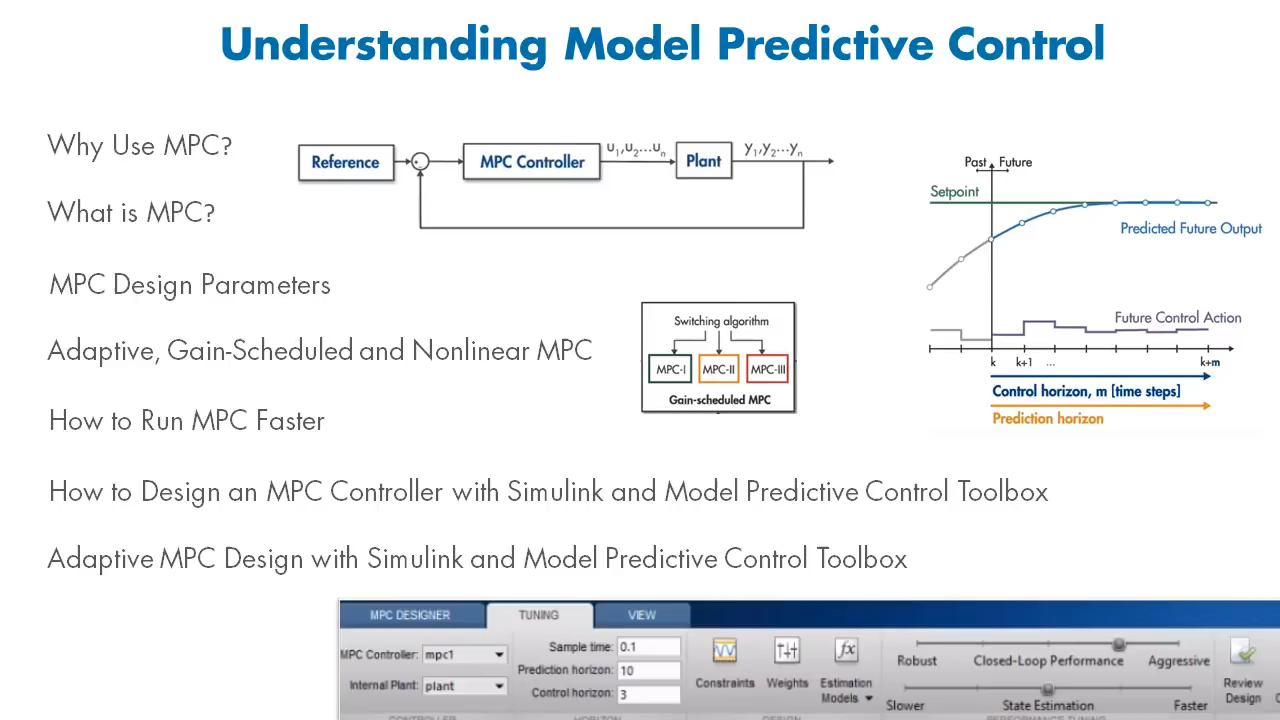 Understanding Model Predictive Control
Why Use MPC?
What is MPC?
MPC Design Parameters
Adaptive, Gain-Scheduled and Nonlinear MPC
How to Run MPC Faster
How to Design an MPC Controller with Simulink and Model Predictive Control Toolbox
Adaptive MPC Design with Simulink and Model Predictive Control Toolbox
Reference
MPC Controller
u1,u2...un
Plant
y1,y2...yn
Switching algorithm
MPC-I
MPC-II
MPC-III
Gain-scheduled MPC
Past Future
Setpoint
Predicted Future Output
Future Control Action
k k+1 ... k+m
Control horizon, m [time steps]
Prediction horizon
MPC DESIGNER TUNING VIEW
MPC Controller: mpc1
Internal Plant: plant
CONTROLLER
Sample time: 0.1
Prediction horizon: 10
Control horizon: 3
HORIZON
Constraints
Weights
Estimation
Models
DESIGN
Robust Closed-Loop Performance Aggressive
Slower State Estimation Faster
PERFORMANCE TUNING
Review
Design